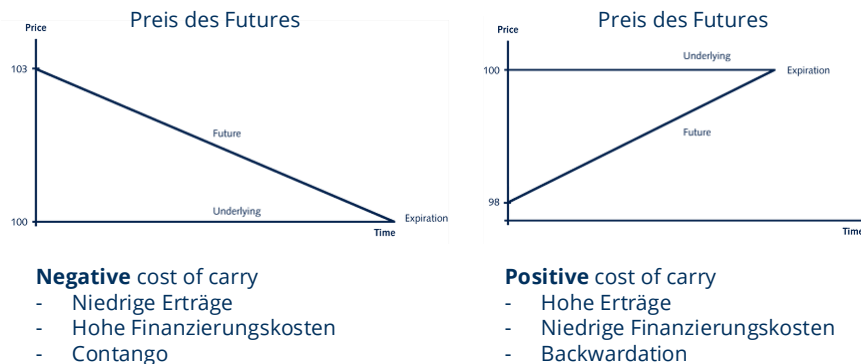 Preis des Futures
Price
103
Future
Underlying
100
Expiration
Time
Negative cost of carry
- Niedrige Erträge
- Hohe Finanzierungskosten
- Contango
Preis des Futures
Price
Underlying
100
Expiration
Future
98
Time
Positive cost of carry
- Hohe Erträge
- Niedrige Finanzierungskosten
- Backwardation